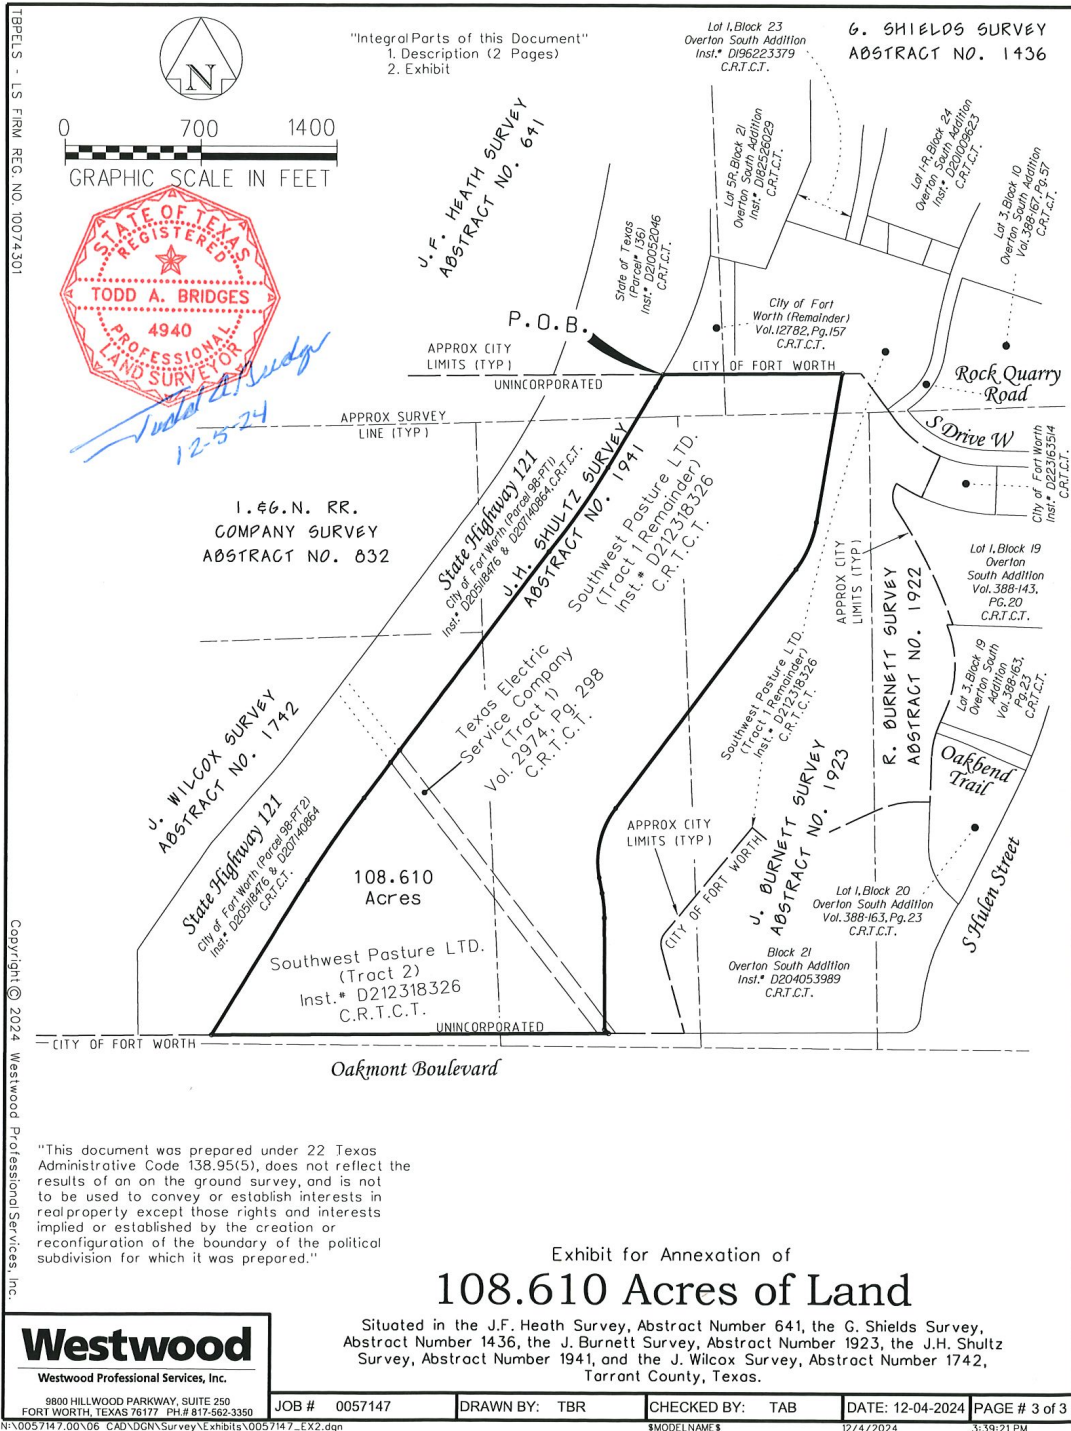 TBPELS - LS FIRM REG. NO. 10074301
N
0 700 1400
GRAPHIC SCALE IN FEET
"Integral Parts of this Document"
1. Description (2 Pages)
2. Exhibit
Lot 1, Block 23
Overton South Addition
Inst.# D196223379
C.R.T.C.T.
G. SHIELDS SURVEY
ABSTRACT NO. 1436
STATE OF TEXAS
REGISTERED
TODD A. BRIDGES
4940
PROFESSIONAL
LAND SURVEYOR
12-5-24
J.F. HEATH SURVEY
ABSTRACT NO. 641
State of Texas
(Parcel# 136)
Inst.# D210052046
C.R.T.C.T.
Lot 5R, Block 21
Overton South Addition
Inst.# D182526029
C.R.T.C.T.
Lot 1-R, Block 24
Overton South Addition
Inst.# D201009623
C.R.T.C.T.
Lot 3, Block 10
Overton South Addition
Vol. 388-167, Pg. 57
C.R.T.C.T.
City of Fort
Worth (Remainder)
Vol. 12782, Pg. 157
C.R.T.C.T.
P.O.B.
APPROX CITY
LIMITS (TYP)
UNINCORPORATED
CITY OF FORT WORTH
Rock Quarry
Road
S Drive W
City of Fort Worth
Inst.# D223163514
C.R.T.C.T.
APPROX SURVEY
LINE (TYP)
I. &G.N. RR.
COMPANY SURVEY
ABSTRACT NO. 832
State Highway 121
City of Fort Worth (Parcel 98-PT1)
Inst.# D205118476 & D207140864, C.R.T.C.T.
J.H. SHULTZ SURVEY
ABSTRACT NO. 1941
Southwest Pasture LTD.
(Tract 1 Remainder)
Inst.# D212318326
C.R.T.C.T.
APPROX CITY
LIMITS (TYP)
R. BURNETT SURVEY
ABSTRACT NO. 1922
Lot 1, Block 19
Overton
South Addition
Vol. 388-143,
PG. 20
C.R.T.C.T.
Lot 3, Block 19
Overton South
Addition
Vol. 388-163,
Pg. 23
C.R.T.C.T.
Southwest Pasture LTD.
(Tract 1 Remainder)
Inst.# D212318326
C.R.T.C.T.
Texas Electric
Service Company
(Tract 1)
Vol. 2974, Pg. 298
C.R.T.C.T.
J. WILCOX SURVEY
ABSTRACT NO. 1742
State Highway 121
City of Fort Worth (Parcel 98-PT2)
Inst.# D205118476 & D207140864
C.R.T.C.T.
J. BURNETT SURVEY
ABSTRACT NO. 1923
Oakbend
Trail
APPROX CITY
LIMITS (TYP)
CITY OF FORT WORTH
108.610
Acres
Lot 1, Block 20
Overton South Addition
Vol. 388-163, Pg. 23
C.R.T.C.T.
S Hulen Street
Block 21
Overton South Addition
Inst.# D204053989
C.R.T.C.T.
Southwest Pasture LTD.
(Tract 2)
Inst.# D212318326
C.R.T.C.T.
UNINCORPORATED
CITY OF FORT WORTH
Oakmont Boulevard
Copyright © 2024 Westwood Professional Services, Inc.
"This document was prepared under 22 Texas
Administrative Code 138.95(5), does not reflect the
results of an on the ground survey, and is not
to be used to convey or establish interests in
real property except those rights and interests
implied or established by the creation or
reconfiguration of the boundary of the political
subdivision for which it was prepared."
Exhibit for Annexation of
108.610 Acres of Land
Situated in the J.F. Heath Survey, Abstract Number 641, the G. Shields Survey,
Abstract Number 1436, the J. Burnett Survey, Abstract Number 1923, the J.H. Shultz
Survey, Abstract Number 1941, and the J. Wilcox Survey, Abstract Number 1742,
Tarrant County, Texas.
Westwood
Westwood Professional Services, Inc.
9800 HILLWOOD PARKWAY, SUITE 250
FORT WORTH, TEXAS 76177 PH.# 817-562-3350
JOB # 0057147
DRAWN BY: TBR
CHECKED BY: TAB
DATE: 12-04-2024
PAGE # 3 of 3
N:\0057147.00\06 CAD\DGN\Survey\Exhibits\0057147_EX2.dgn
$MODELNAME$
12/4/2024
3:39:21 PM